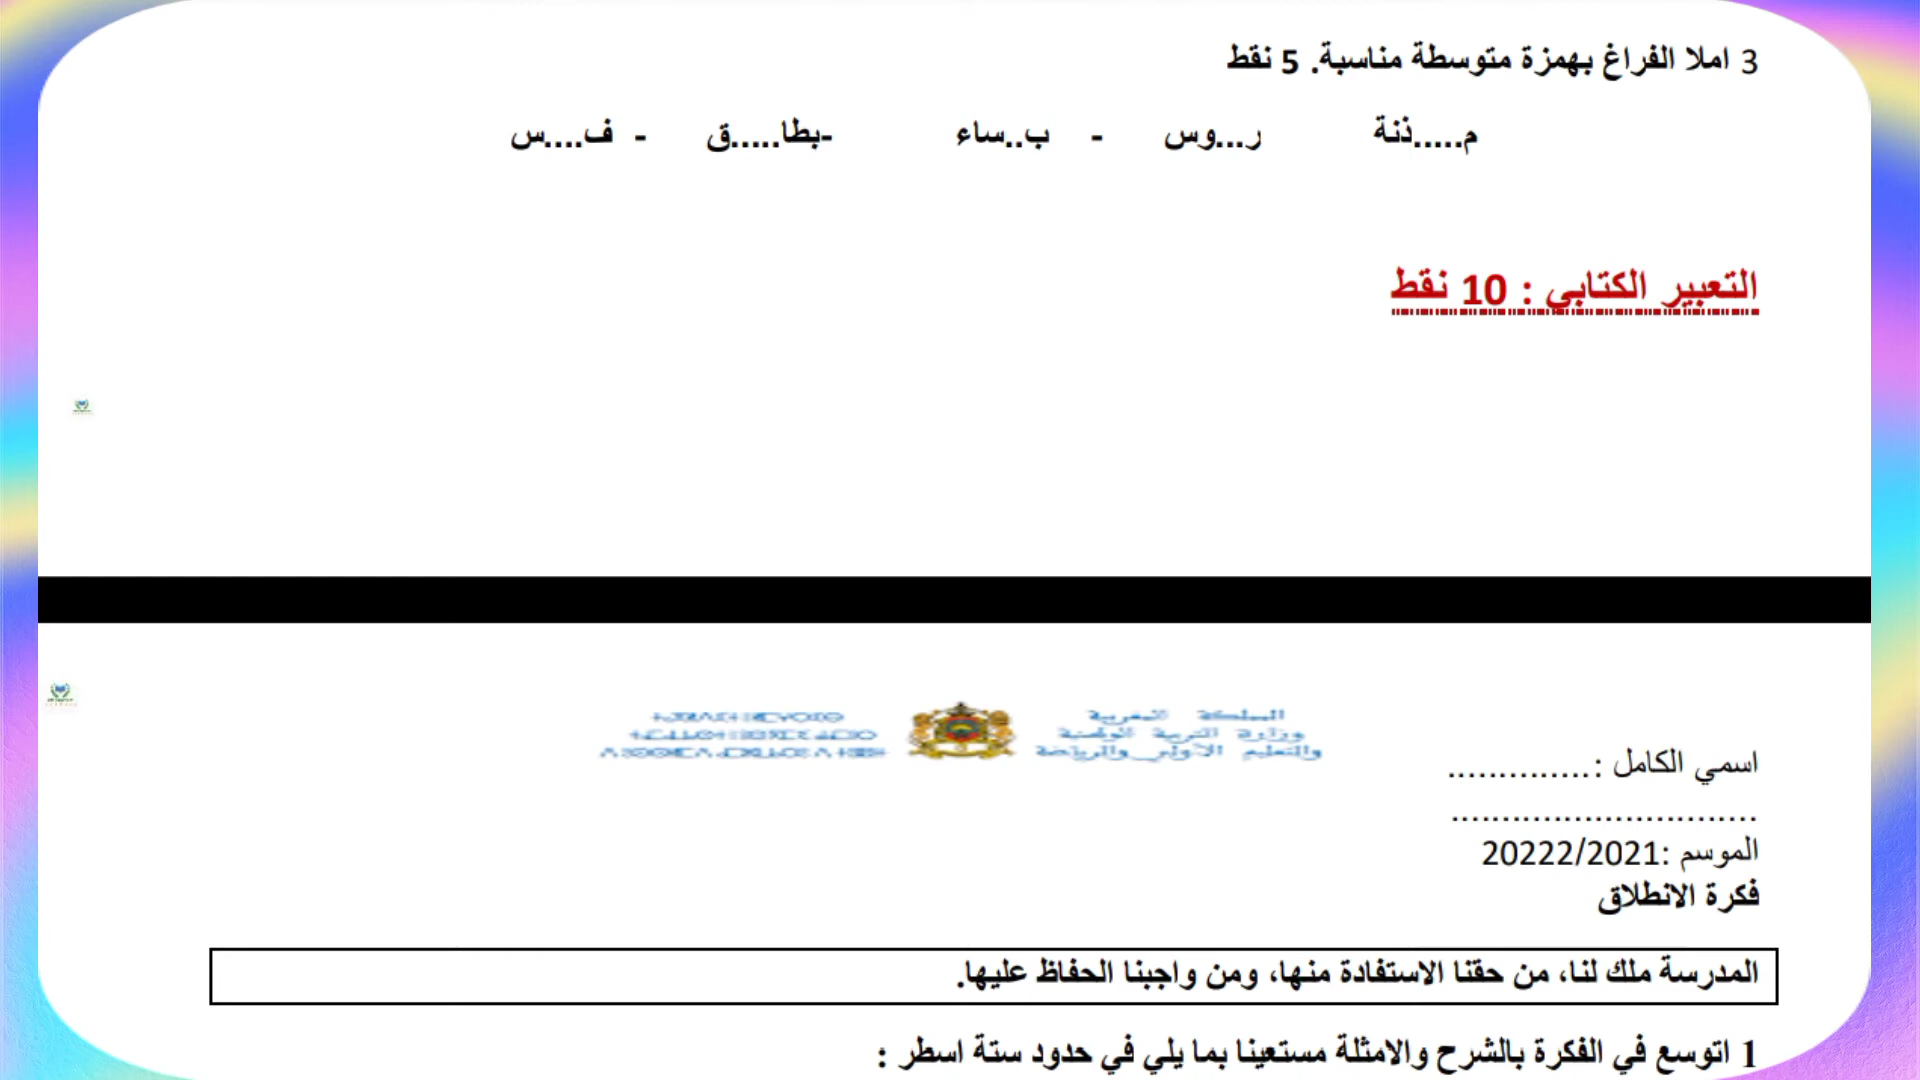 3 املا الفراغ بهمزة متوسطة مناسبة. 5 نقط
م.....ذنة ر...وس - ب..ساء -بطا.....ق - ف....س
التعبير الكتابي : 10 نقط
المملكة المغربية
وزارة التربية الوطنية
والتعليم الأولي والرياضة
اسمي الكامل :..............
..............................
الموسم :20222/2021
فكرة الانطلاق
المدرسة ملك لنا، من حقنا الاستفادة منها، ومن واجبنا الحفاظ عليها.
1 اتوسع في الفكرة بالشرح والامثلة مستعينا بما يلي في حدود ستة اسطر :